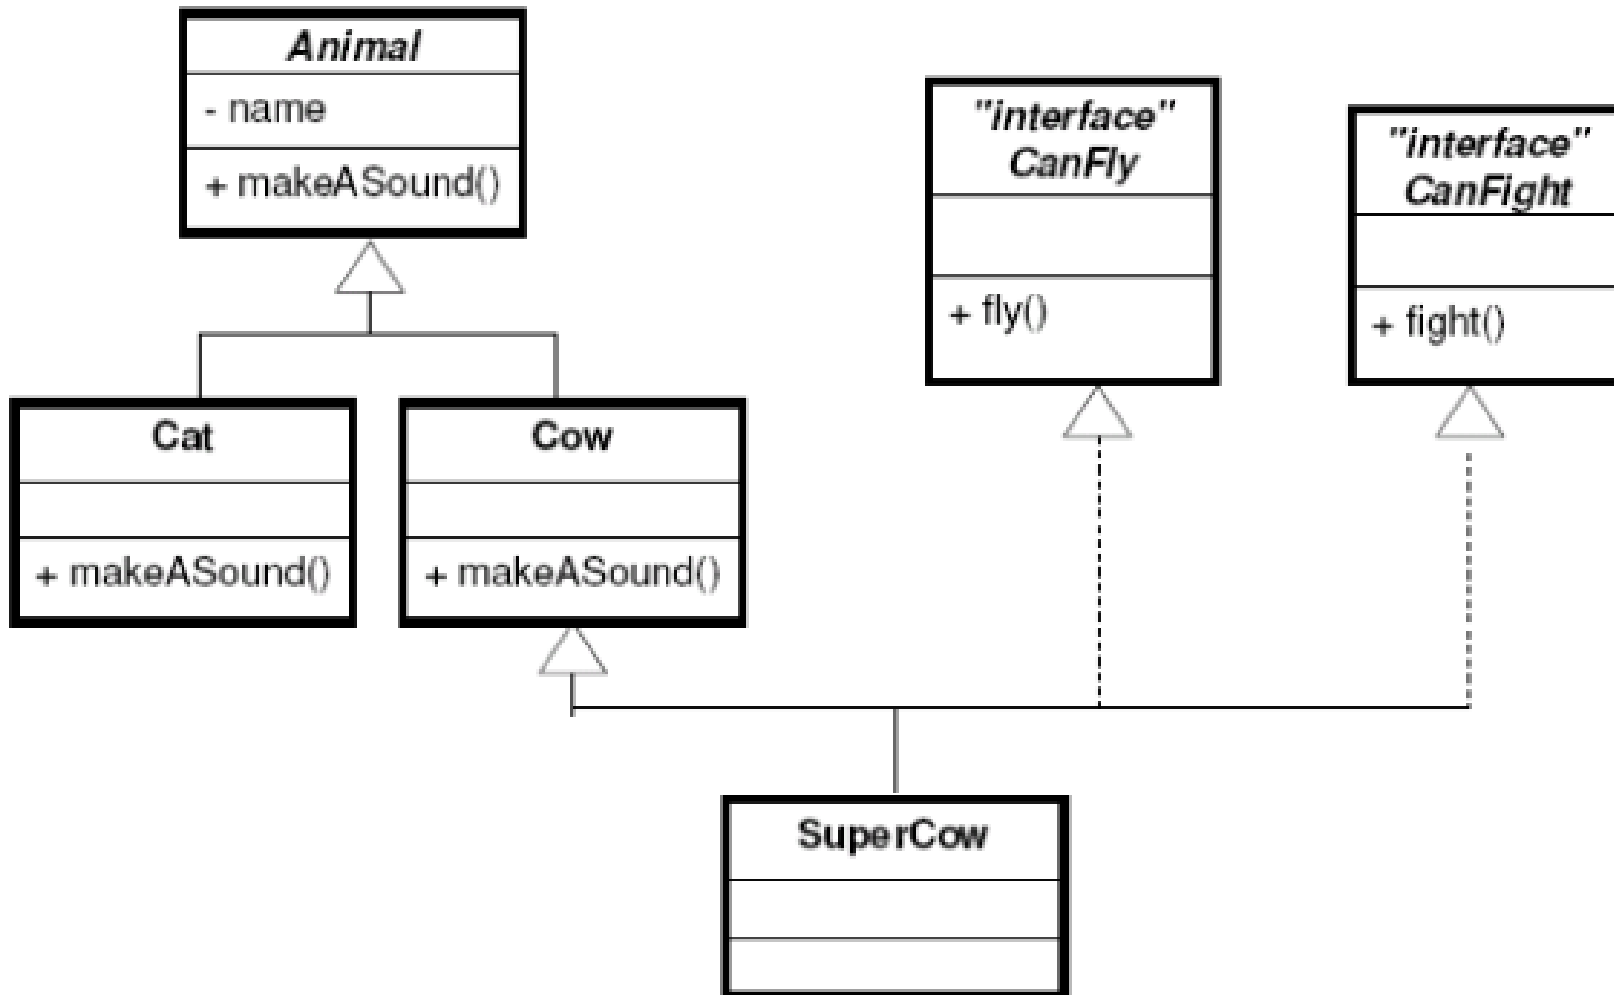 Animal
- name
+ makeASound()
"interface"
CanFly
+ fly()
"interface"
CanFight
+ fight()
Cat
+ makeASound()
Cow
+ makeASound()
SuperCow